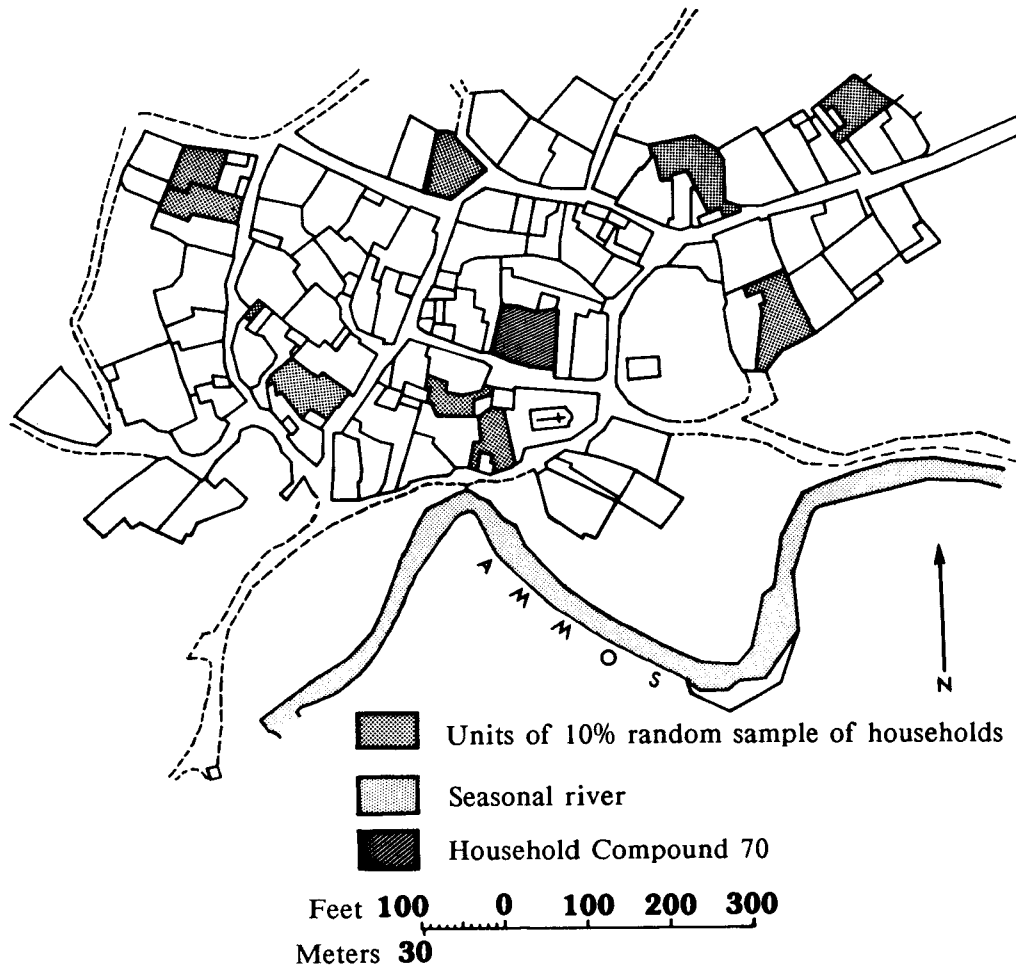 AMMOS
N
Units of 10% random sample of households
Seasonal river
Household Compound 70
Feet 100 0 100 200 300
Meters 30